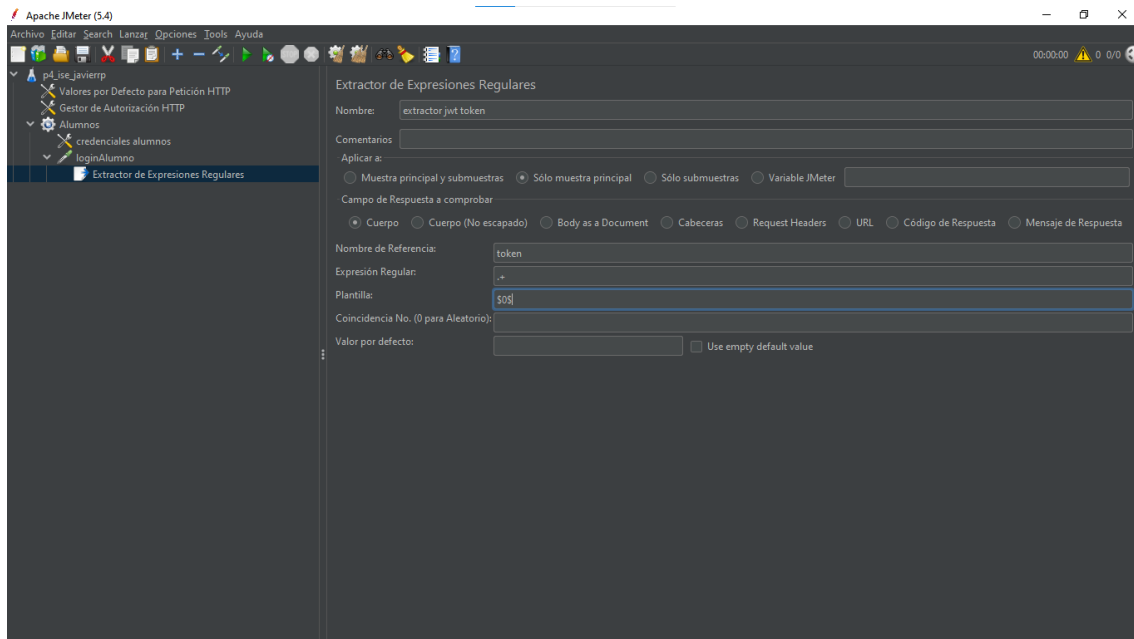 Apache JMeter (5.4)
Archivo Editar Search Lanzar Opciones Tools Ayuda
00:00:00 0 0/0
p4_ise_javierrp
Valores por Defecto para Petición HTTP
Gestor de Autorización HTTP
Alumnos
credenciales alumnos
loginAlumno
Extractor de Expresiones Regulares
Extractor de Expresiones Regulares
Nombre: extractor jwt token
Comentarios
Aplicar a:
Muestra principal y submuestras Sólo muestra principal Sólo submuestras Variable JMeter
Campo de Respuesta a comprobar
Cuerpo Cuerpo (No escapado) Body as a Document Cabeceras Request Headers URL Código de Respuesta Mensaje de Respuesta
Nombre de Referencia: token
Expresión Regular: .+
Plantilla: $0$
Coincidencia No. (0 para Aleatorio):
Valor por defecto: Use empty default value